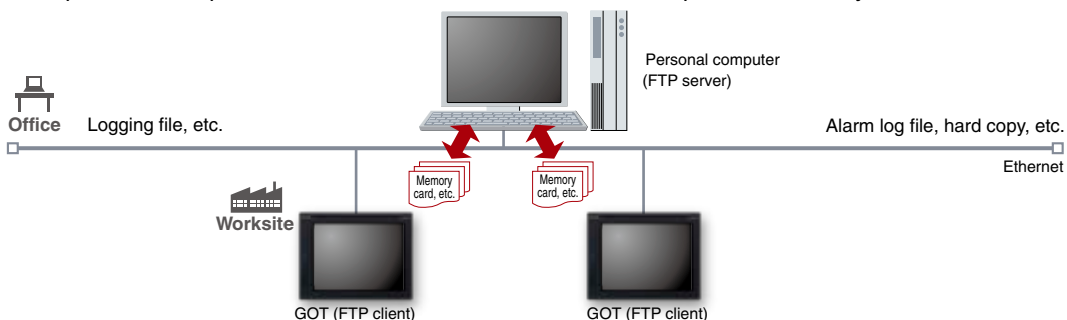 Personal computer
(FTP server)
Office
Logging file, etc.
Alarm log file, hard copy, etc.
Ethernet
Memory
card, etc.
Memory
card, etc.
Worksite
GOT (FTP client)
GOT (FTP client)